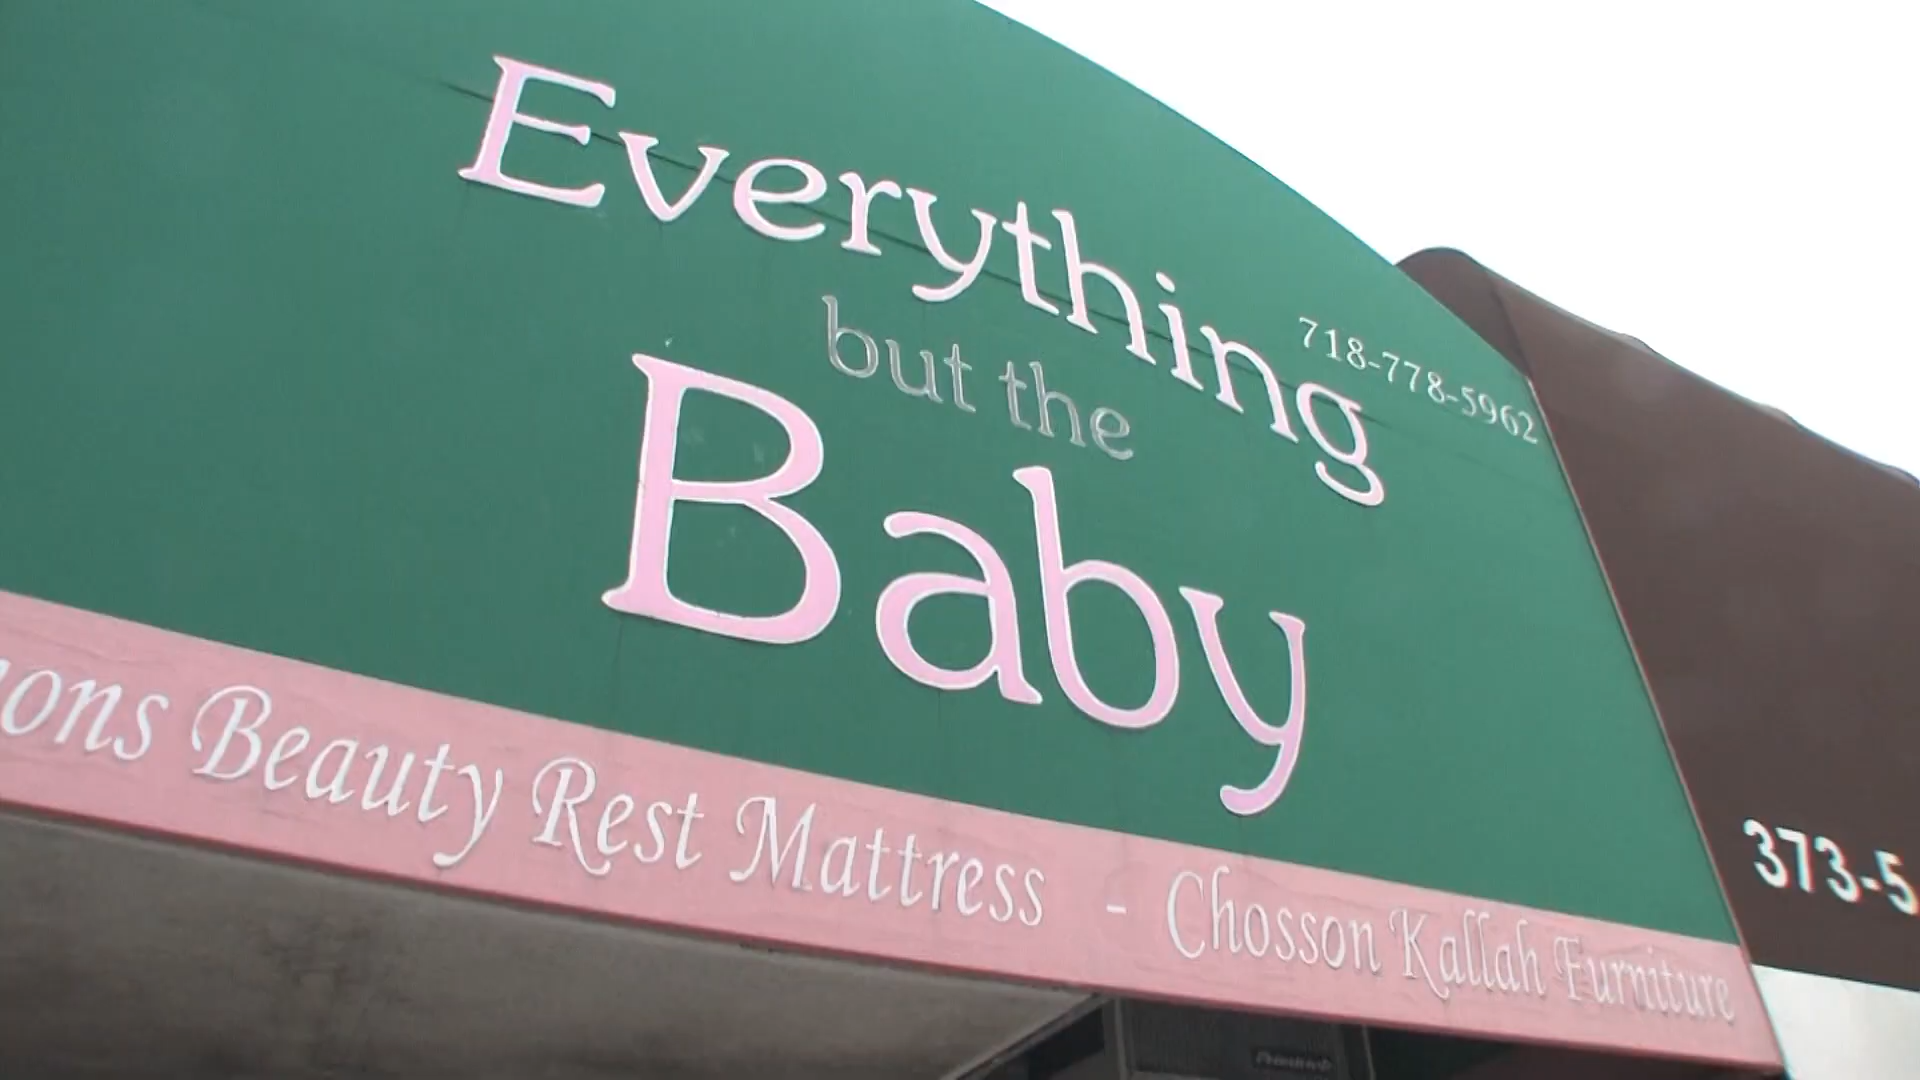 Everything
but the
Baby
718-778-5962
ons Beauty Rest Mattress - Chosson Kallah Furniture
373-5